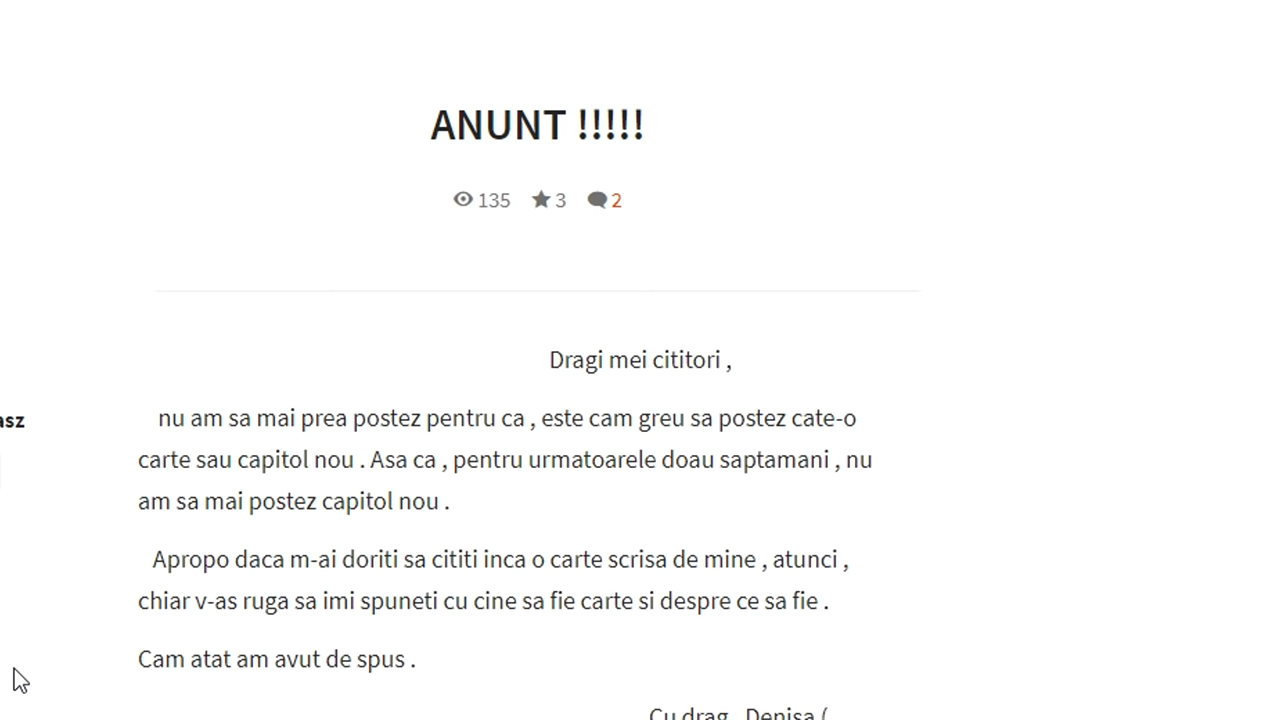 ANUNT !!!!!
135 3 2
Dragi mei cititori ,
asz
nu am sa mai prea postez pentru ca , este cam greu sa postez cate-o
carte sau capitol nou . Asa ca , pentru urmatoarele doau saptamani , nu
am sa mai postez capitol nou .
Apropo daca m-ai doriti sa cititi inca o carte scrisa de mine , atunci ,
chiar v-as ruga sa imi spuneti cu cine sa fie carte si despre ce sa fie .
Cam atat am avut de spus .
Cu drag , Denisa (